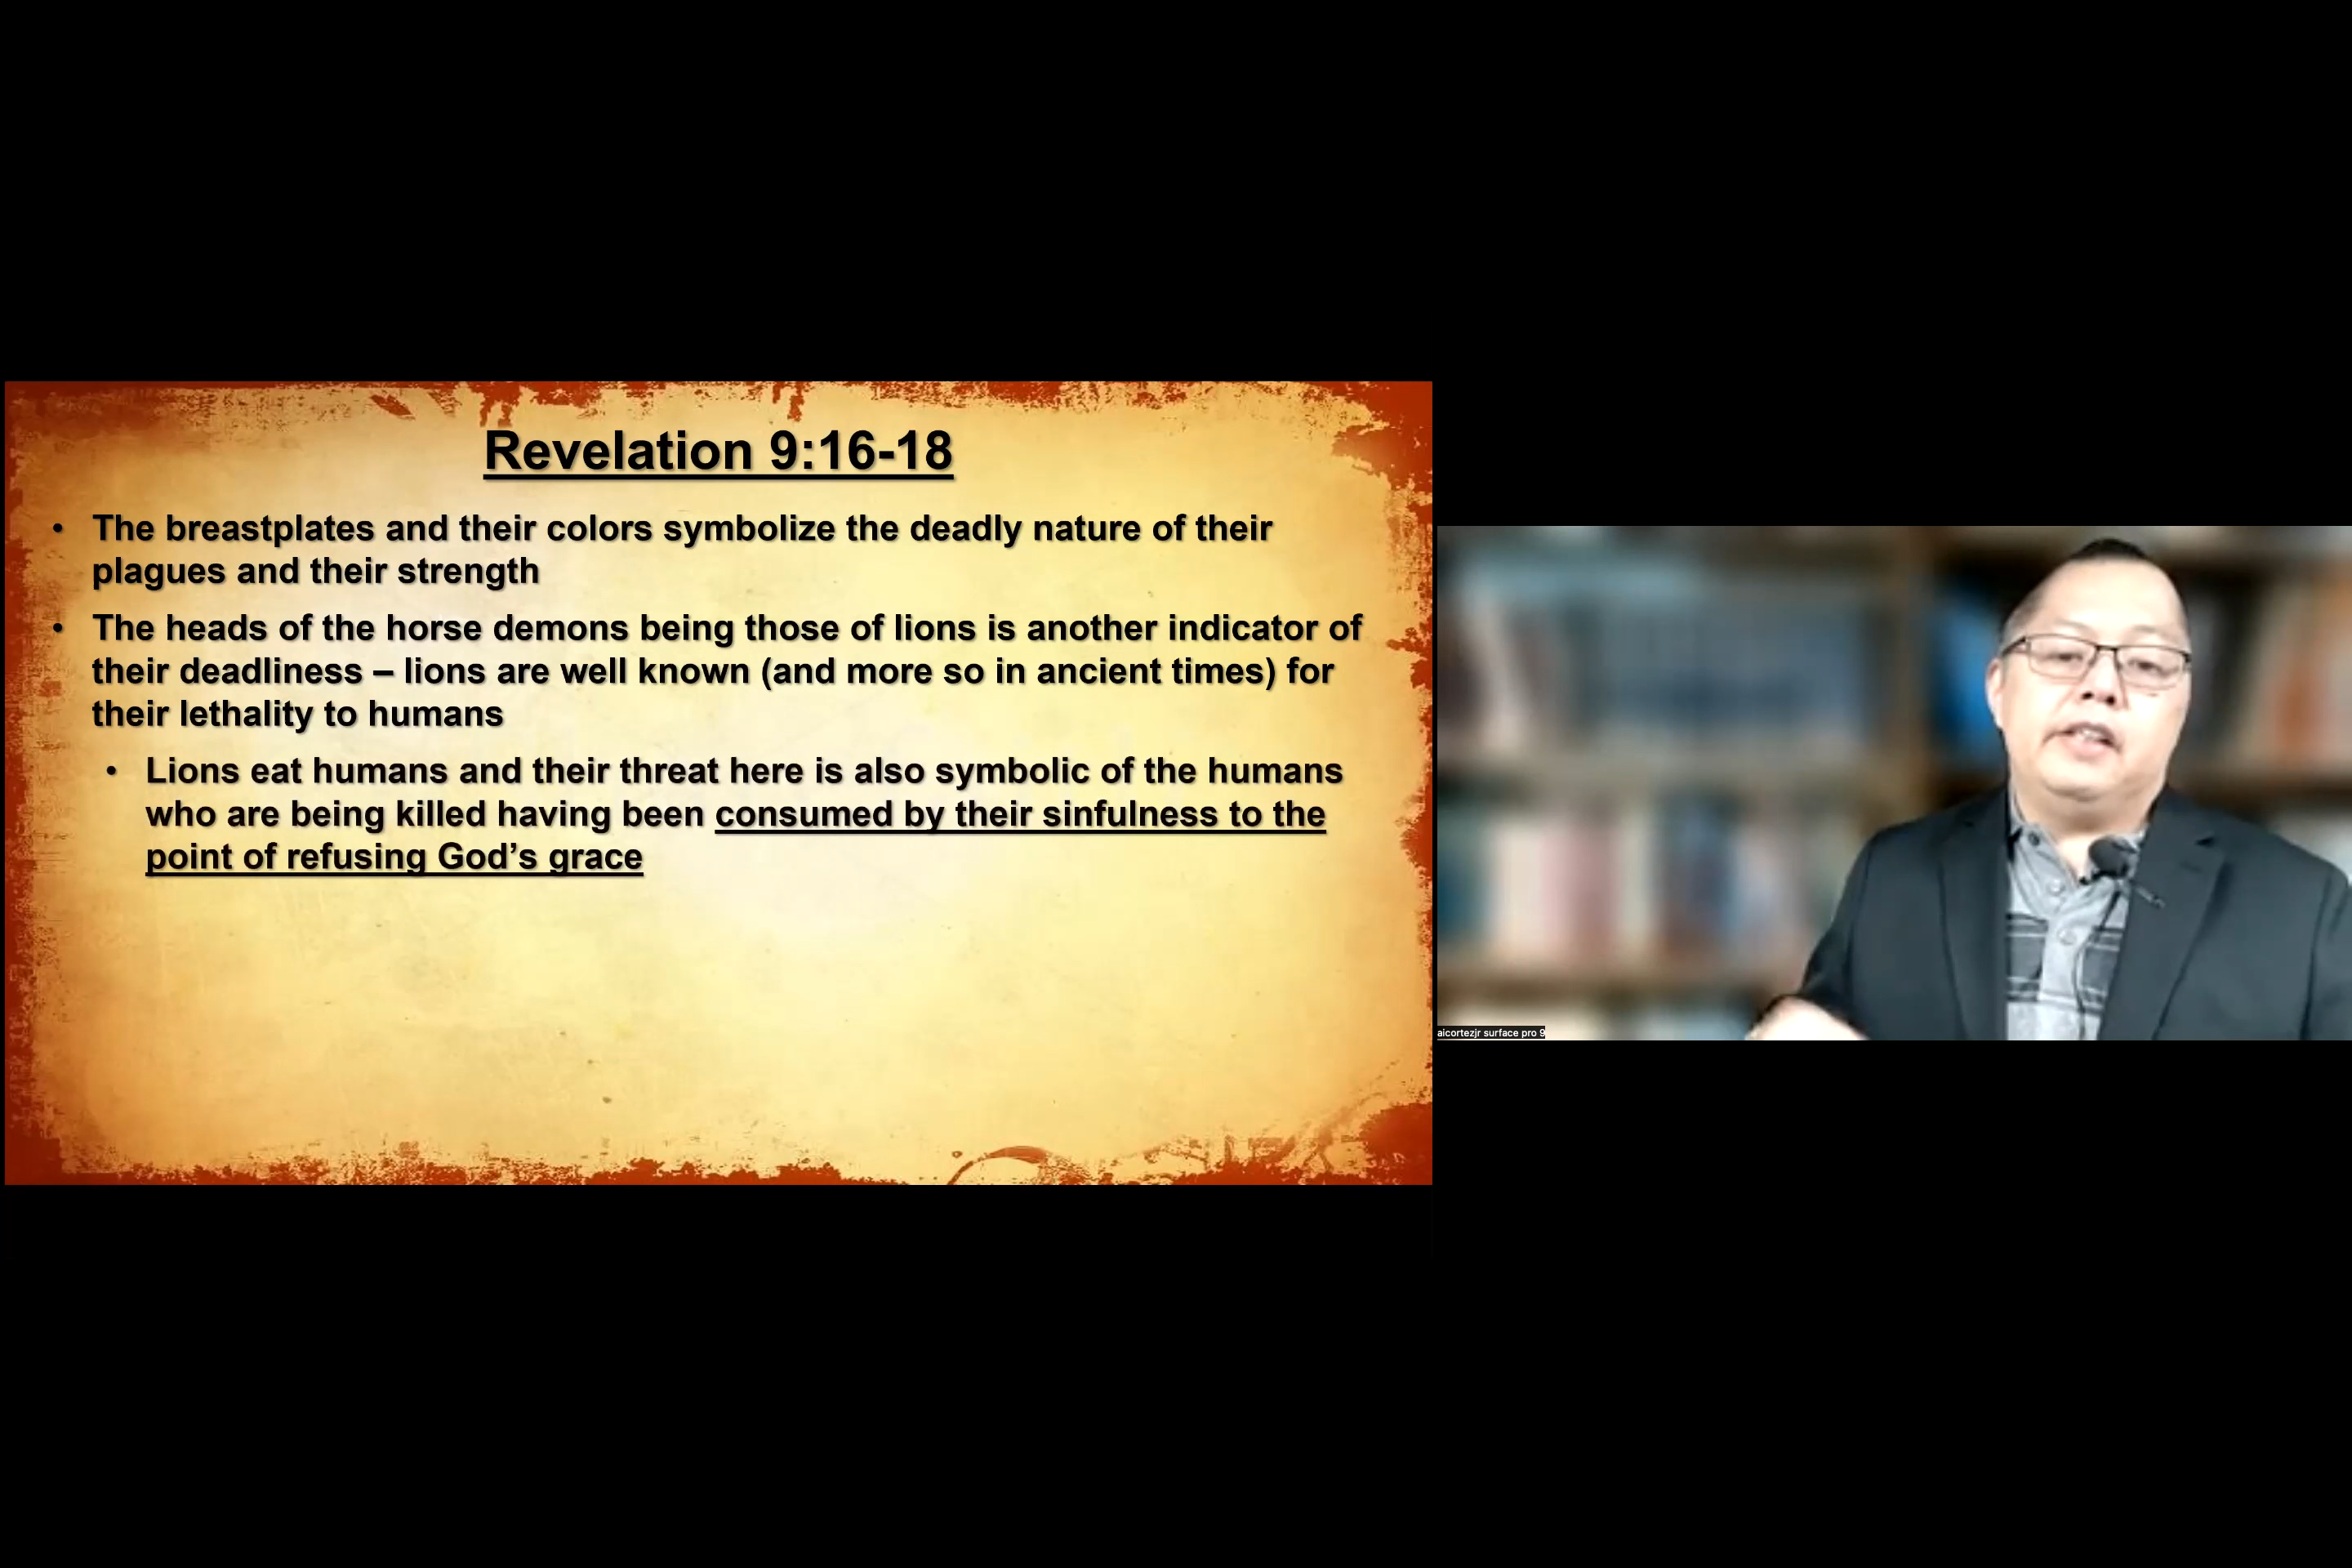 Revelation 9:16-18
• The breastplates and their colors symbolize the deadly nature of their
plagues and their strength
• The heads of the horse demons being those of lions is another indicator of
their deadliness – lions are well known (and more so in ancient times) for
their lethality to humans
• Lions eat humans and their threat here is also symbolic of the humans
who are being killed having been consumed by their sinfulness to the
point of refusing God’s grace
aicortezjr surface pro 9